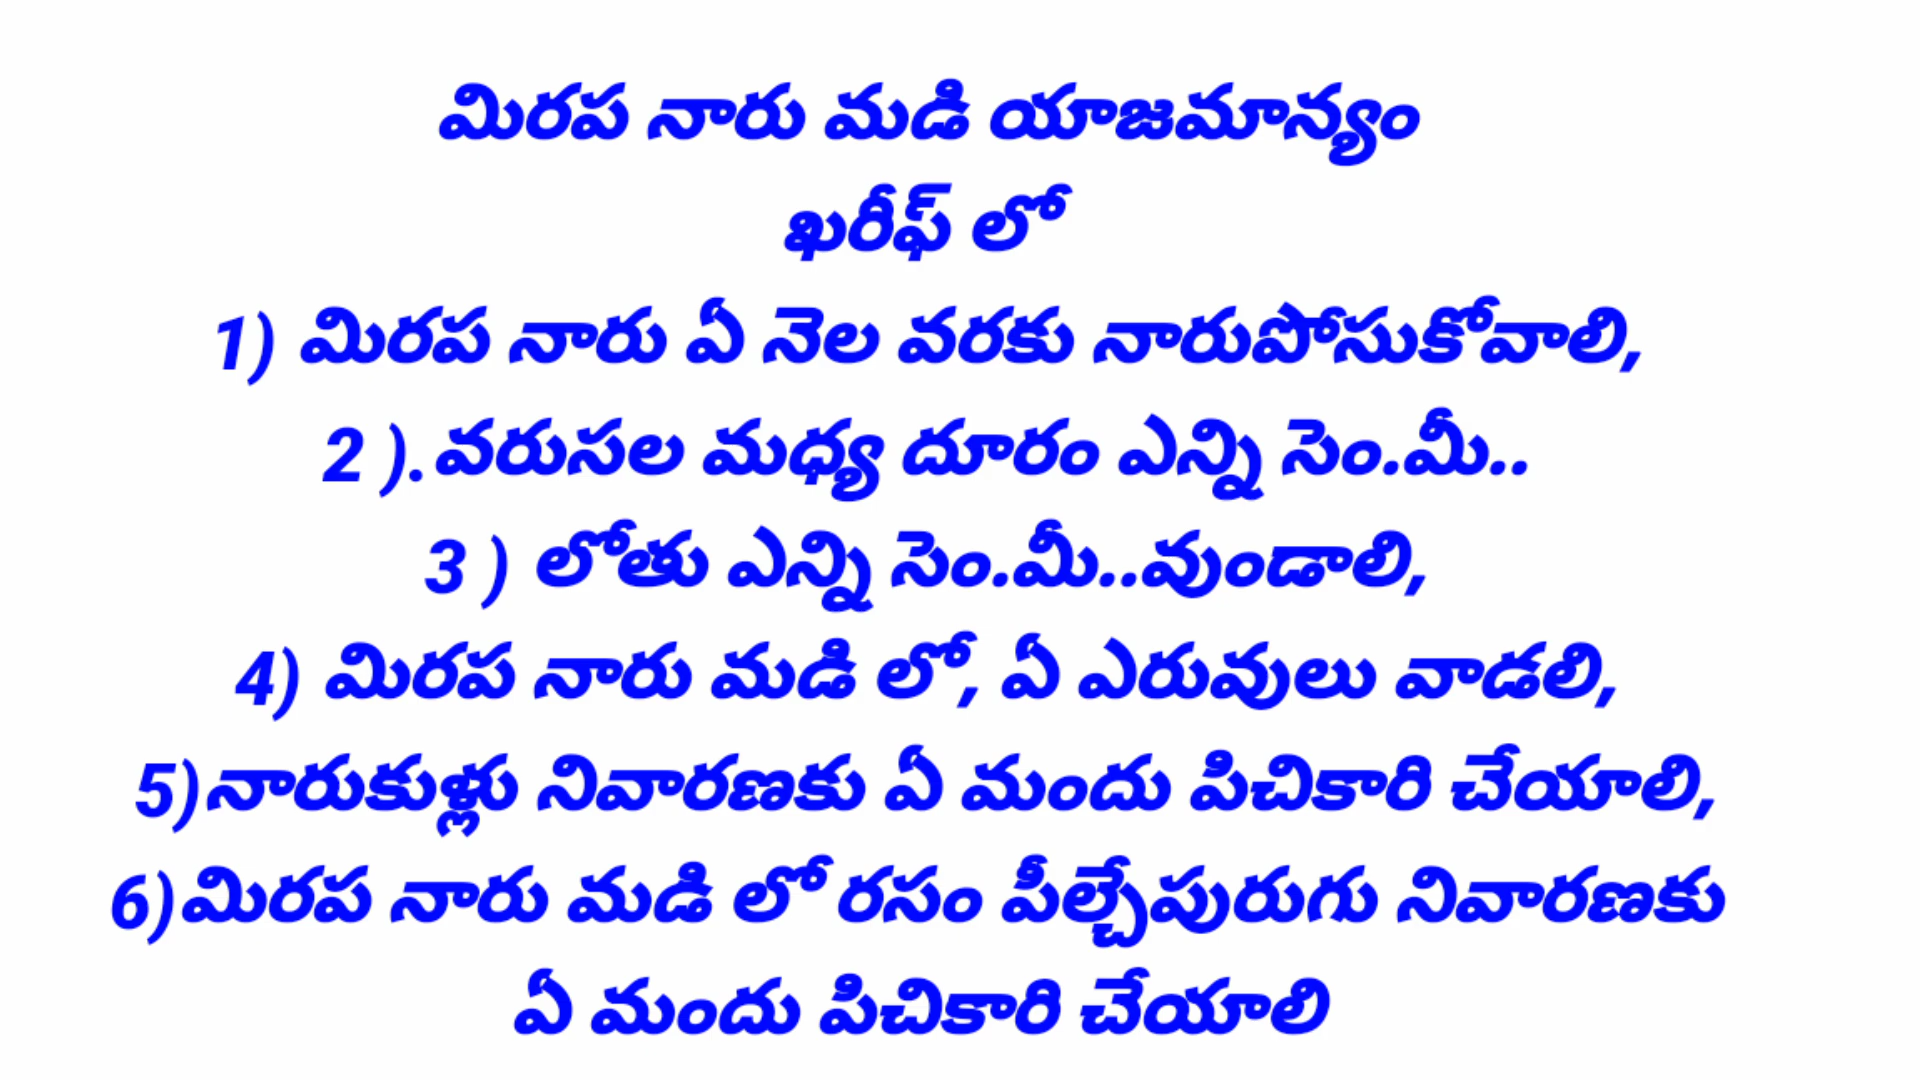 మిరప నారు మడి యాజమాన్యం
ఖరీఫ్ లో
1) మిరప నారు ఏ నెల వరకు నారుపోసుకోవాలి,
2 ).వరుసల మధ్య దూరం ఎన్ని సెం.మీ..
3 ) లోతు ఎన్ని సెం.మీ..వుండాలి,
4) మిరప నారు మడి లో, ఏ ఎరువులు వాడలి,
5)నారుకుళ్లు నివారణకు ఏ మందు పిచికారి చేయాలి,
6)మిరప నారు మడి లో రసం పీల్చేపురుగు నివారణకు
ఏ మందు పిచికారి చేయాలి